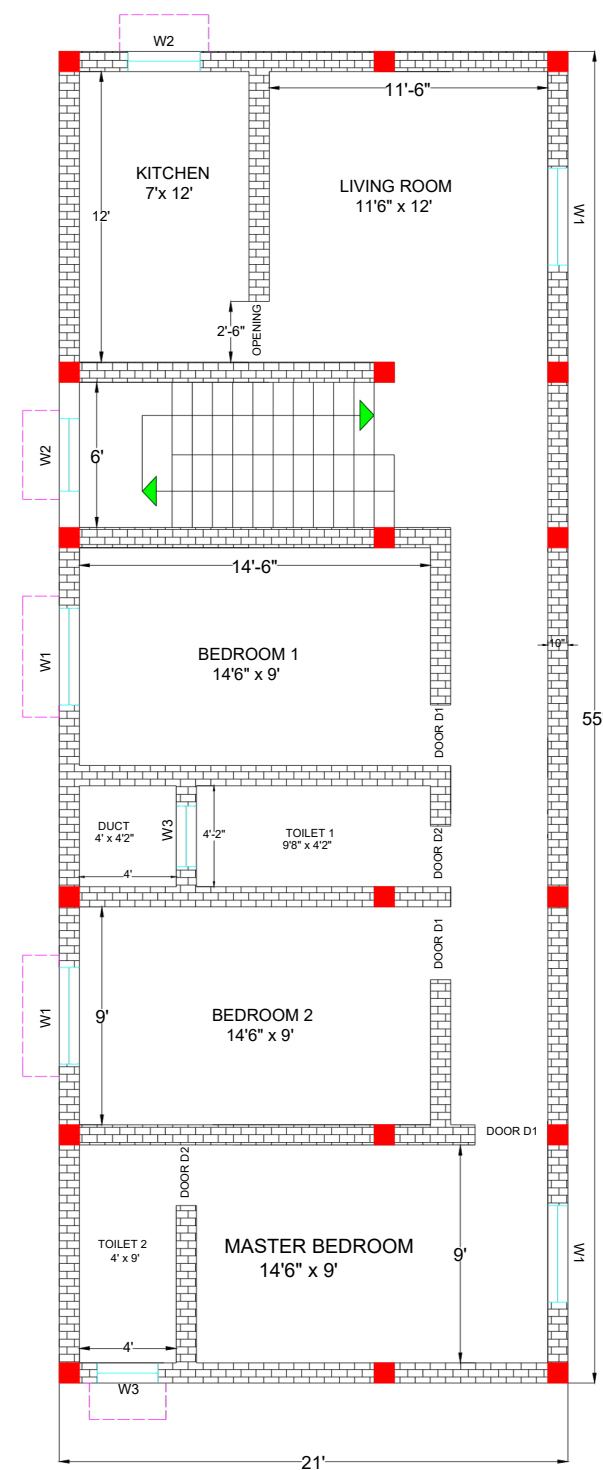 W2
11'-6"
KITCHEN
7'x 12'
LIVING ROOM
11'6" x 12'
W1
12'
2'-6"
OPENING
W2
6'
14'-6"
BEDROOM 1
14'6" x 9'
W1
10"
55
DOOR D1
DUCT
4' x 4'2"
W3
4'-2"
TOILET 1
9'8" x 4'2"
DOOR D2
4'
DOOR D1
W1
9'
BEDROOM 2
14'6" x 9'
DOOR D1
DOOR D2
TOILET 2
4' x 9'
MASTER BEDROOM
14'6" x 9'
9'
W1
4'
W3
21'